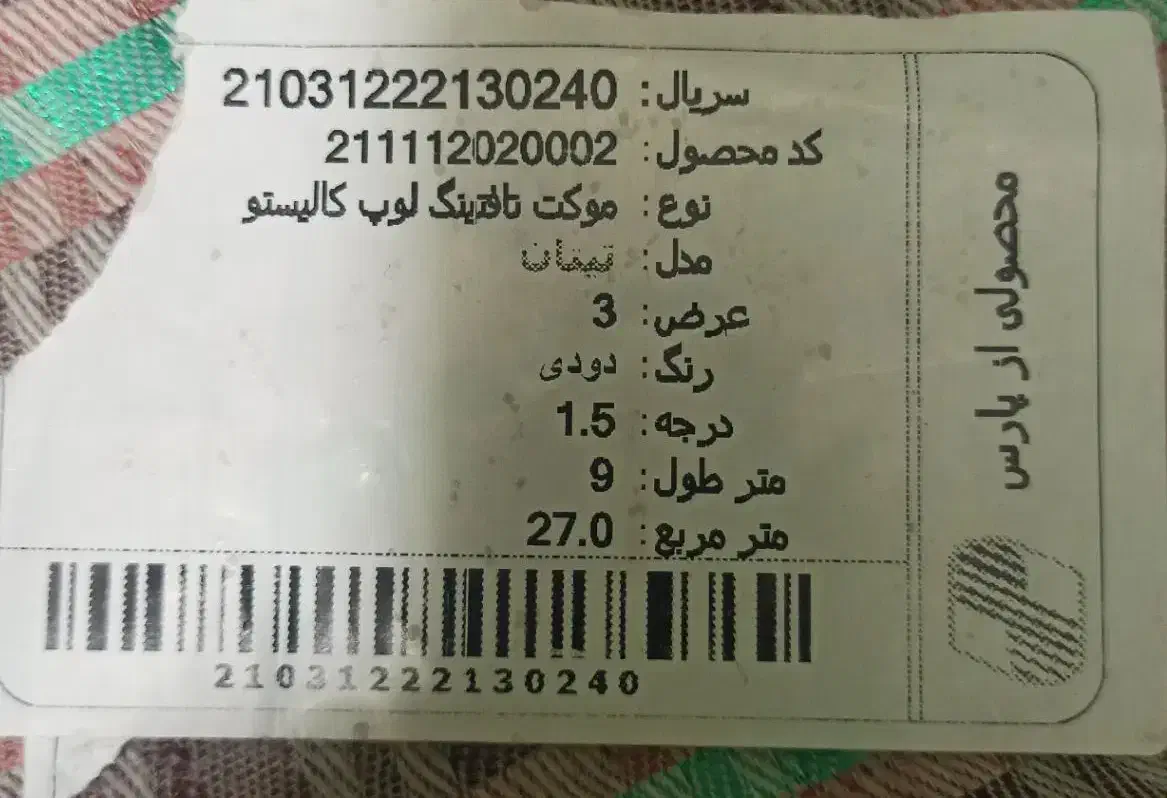 سریال: 21031222130240
کد محصول: 211112020002
نوع: موکت تافتینگ لوپ کالیستو
مدل: تیتان
عرض: 3
رنگ: دودی
درجه: 1.5
متر طول: 9
متر مربع: 27.0
21031222130240
محصولی از پارس